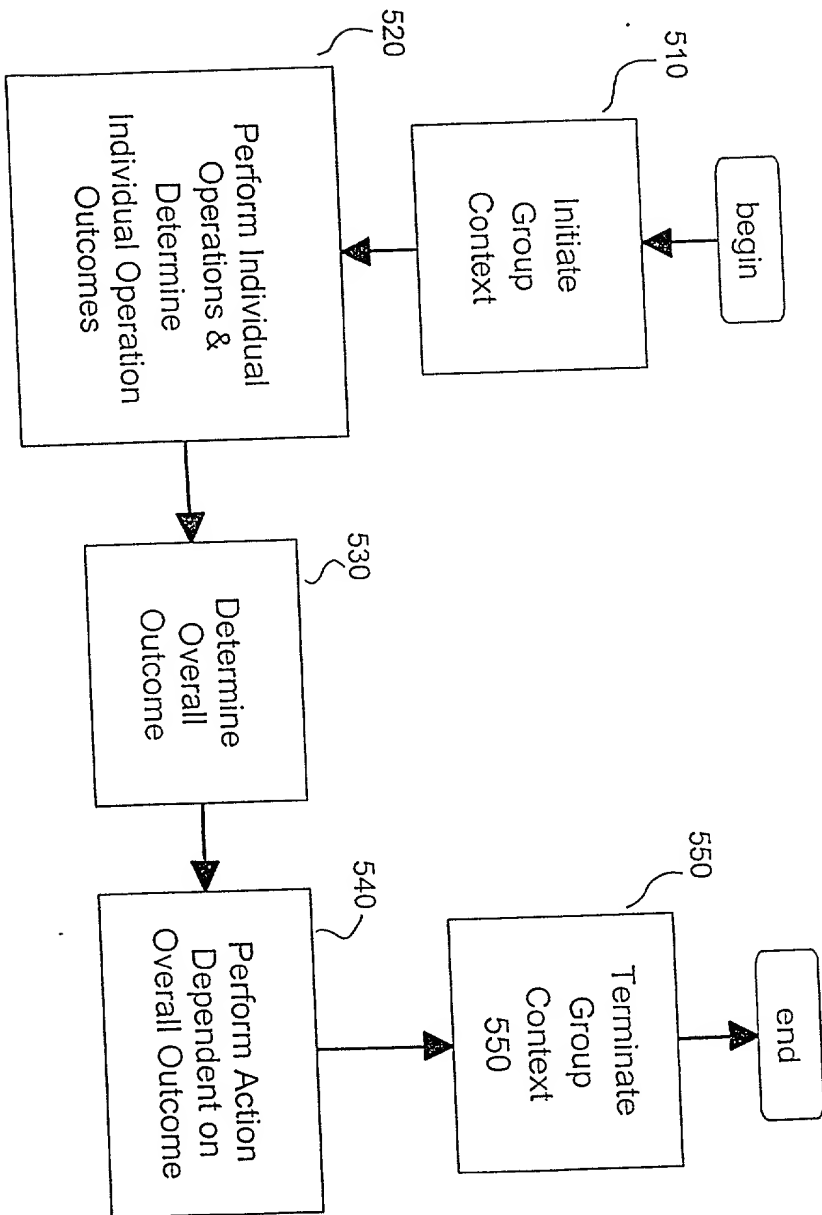 begin
510
Initiate
Group
Context
520
Perform Individual
Operations &
Determine
Individual Operation
Outcomes
530
Determine
Overall
Outcome
540
Perform Action
Dependent on
Overall Outcome
550
Terminate
Group
Context
550
end